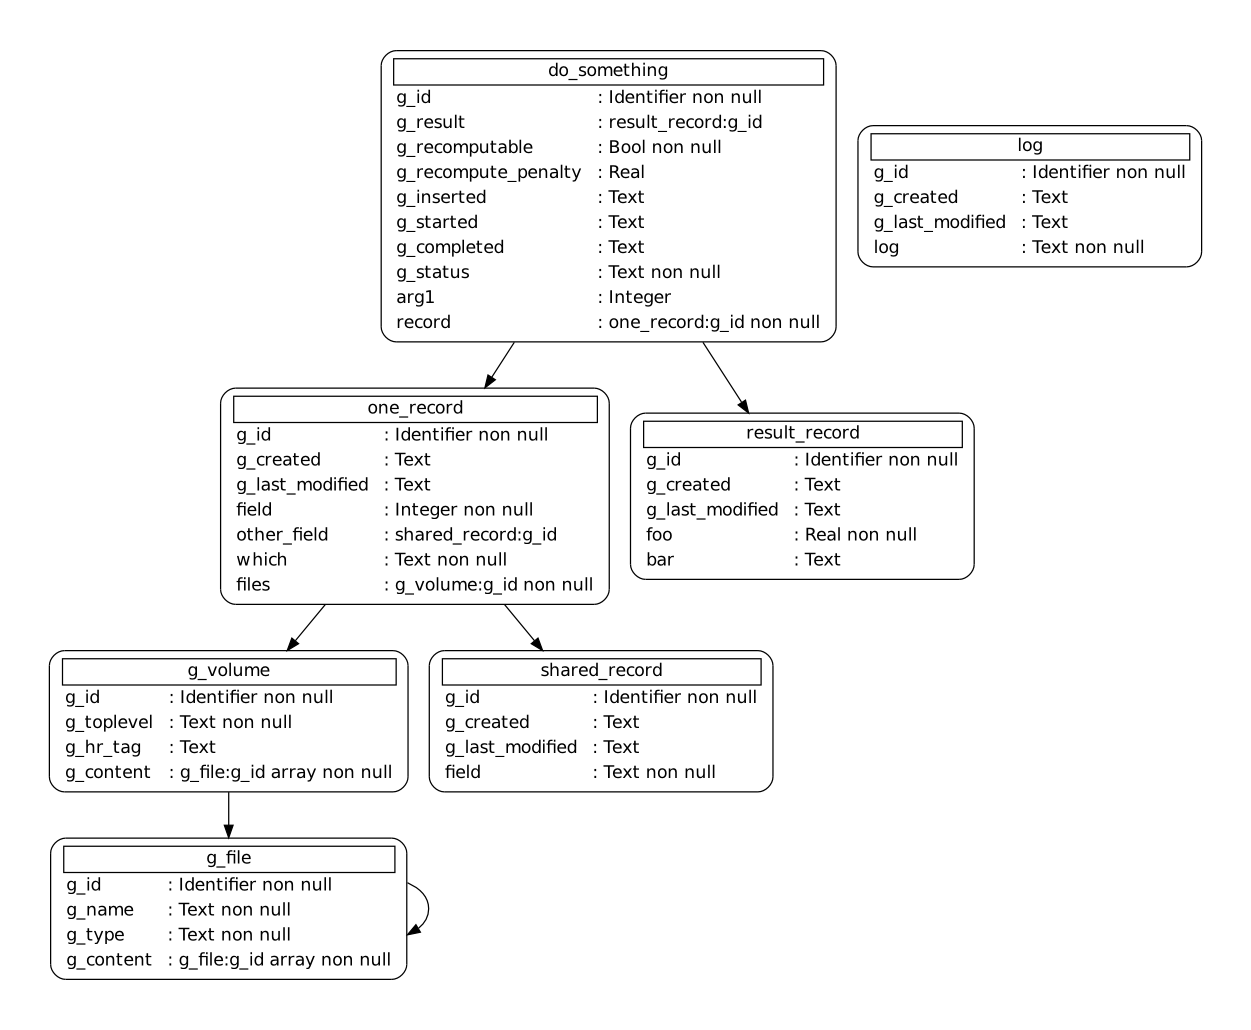 do_something
g_id : Identifier non null
g_result : result_record:g_id
g_recomputable : Bool non null
g_recompute_penalty : Real
g_inserted : Text
g_started : Text
g_completed : Text
g_status : Text non null
arg1 : Integer
record : one_record:g_id non null
log
g_id : Identifier non null
g_created : Text
g_last_modified : Text
log : Text non null
one_record
g_id : Identifier non null
g_created : Text
g_last_modified : Text
field : Integer non null
other_field : shared_record:g_id
which : Text non null
files : g_volume:g_id non null
result_record
g_id : Identifier non null
g_created : Text
g_last_modified : Text
foo : Real non null
bar : Text
g_volume
g_id : Identifier non null
g_toplevel : Text non null
g_hr_tag : Text
g_content : g_file:g_id array non null
shared_record
g_id : Identifier non null
g_created : Text
g_last_modified : Text
field : Text non null
g_file
g_id : Identifier non null
g_name : Text non null
g_type : Text non null
g_content : g_file:g_id array non null